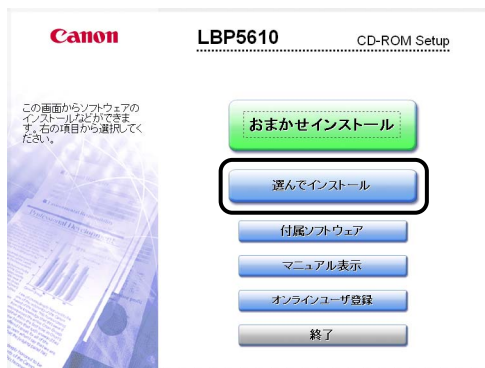 Canon
LBP5610
CD-ROM Setup
この画面からソフトウェアの
インストールなどができま
す。右の項目から選択してく
ださい。
おまかせインストール
選んでインストール
付属ソフトウェア
マニュアル表示
オンラインユーザ登録
終了